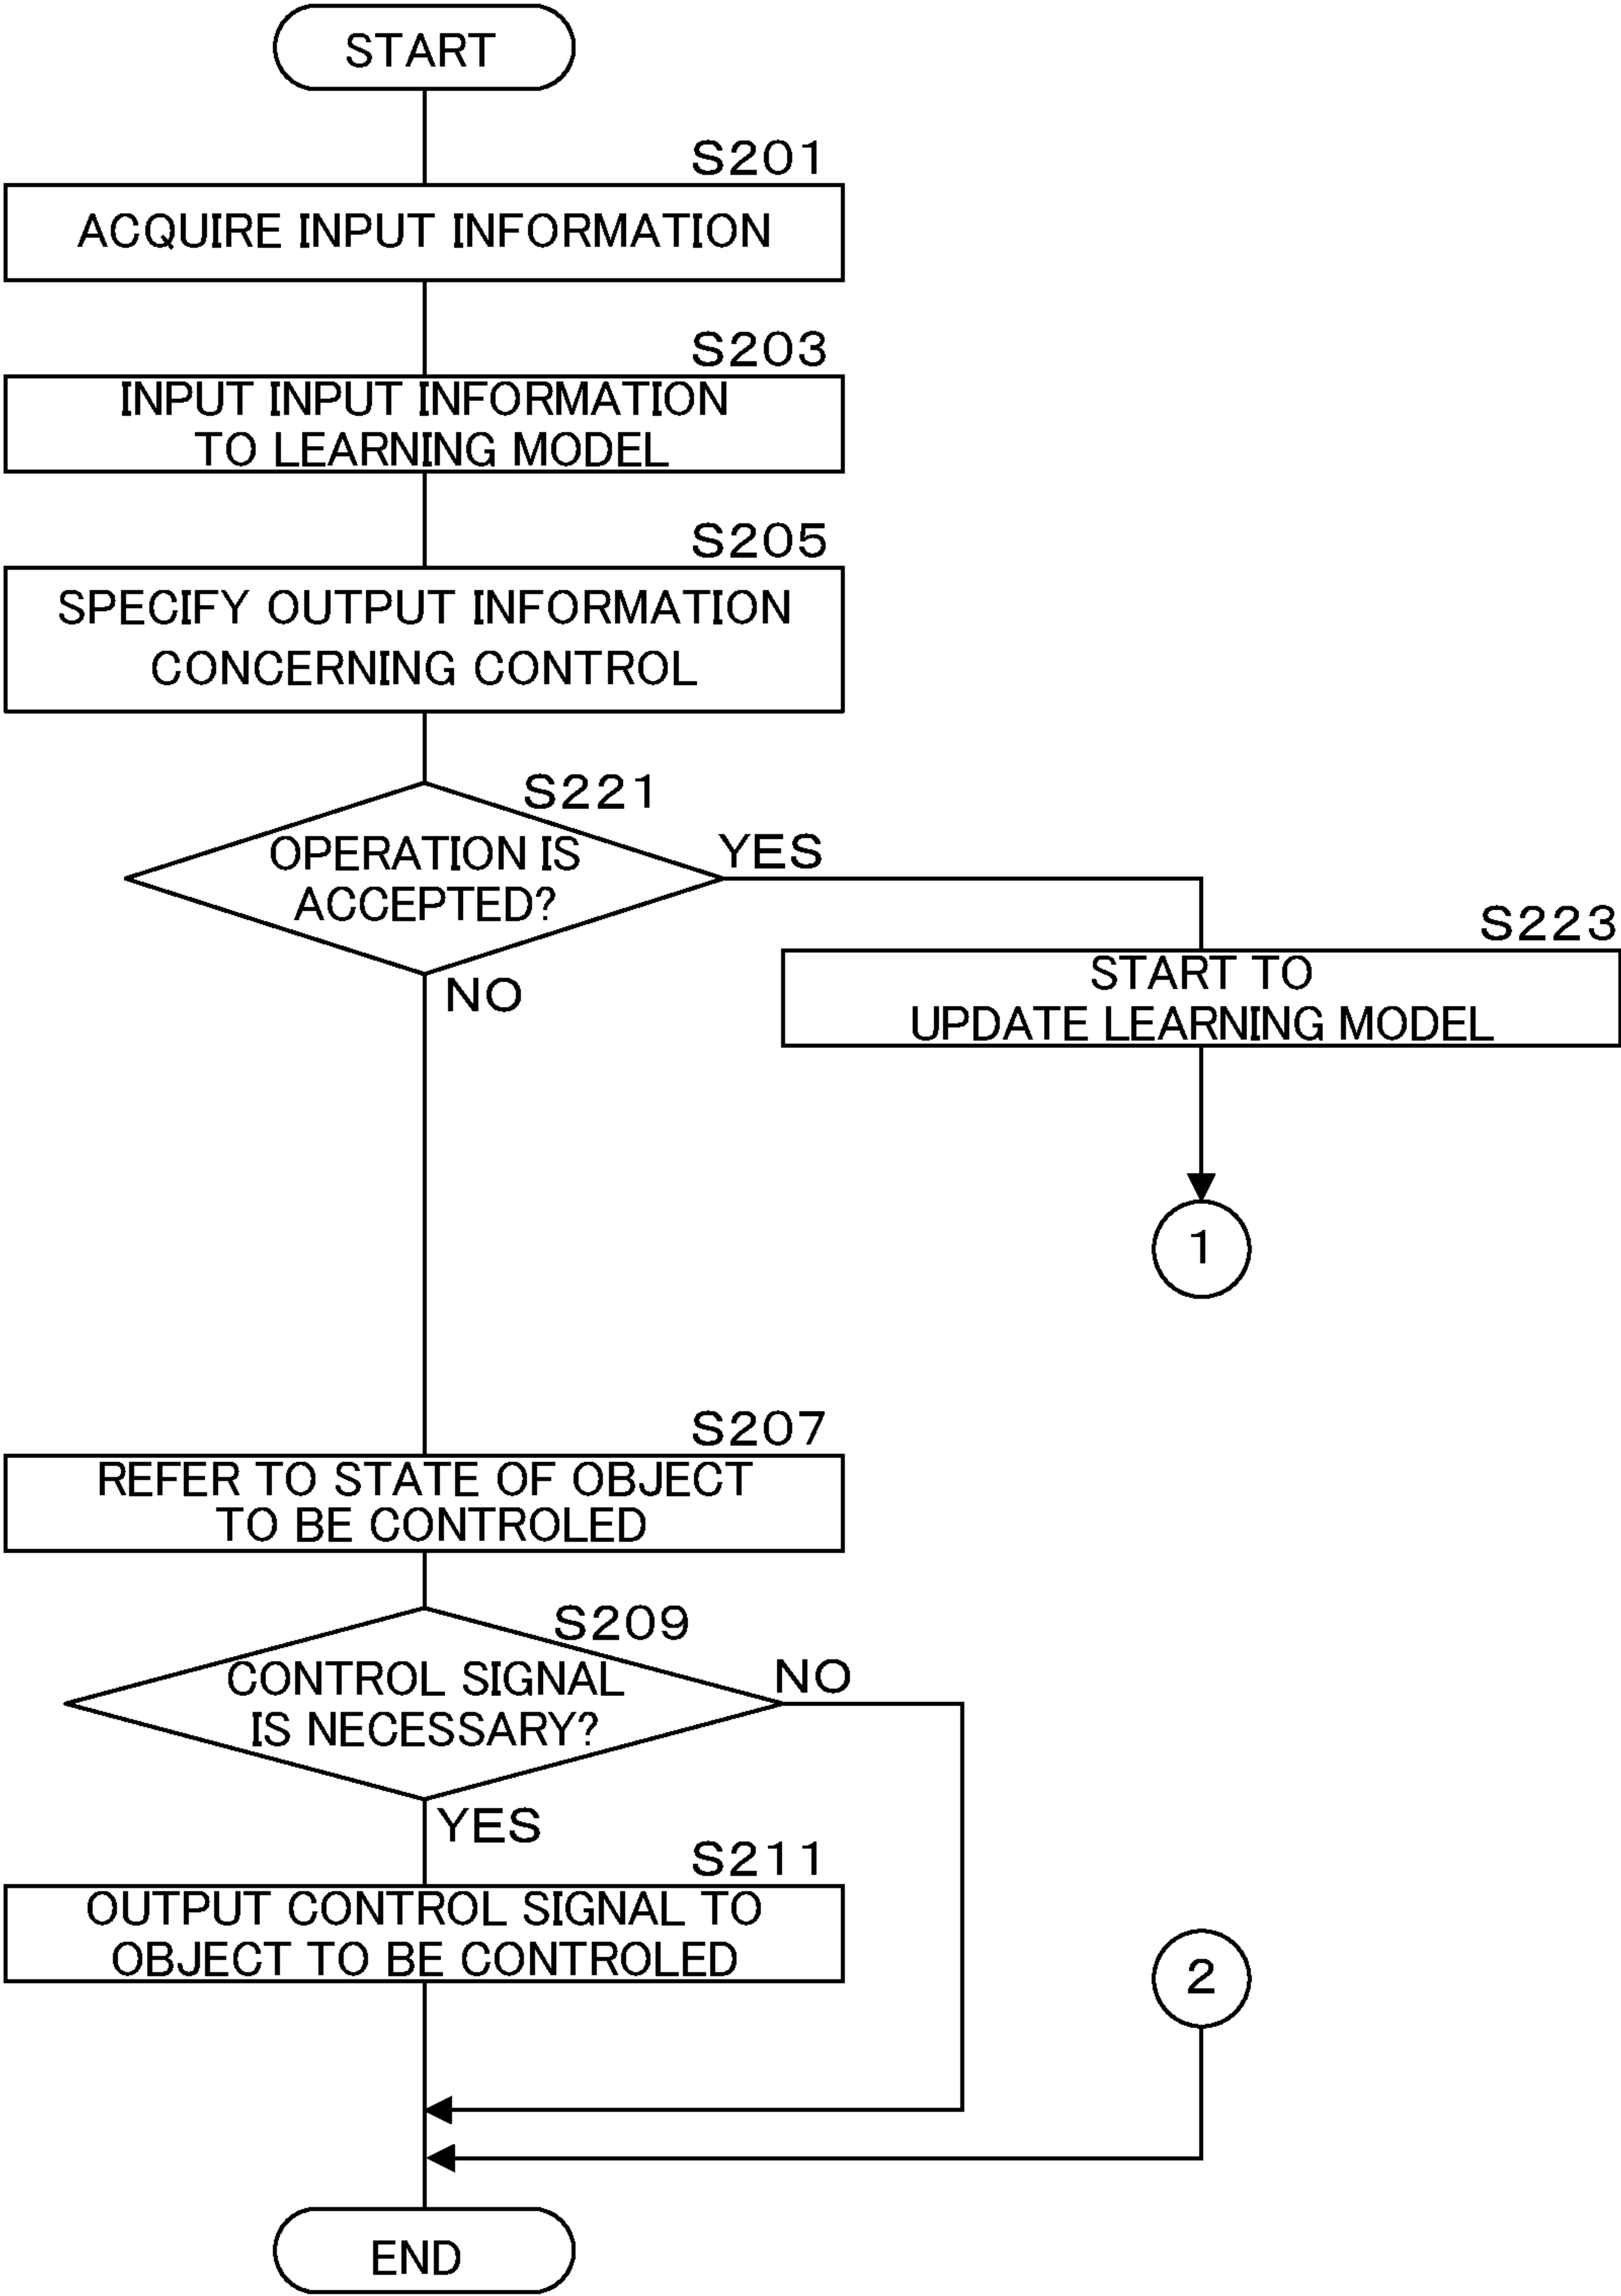 START
S201
ACQUIRE INPUT INFORMATION
S203
INPUT INPUT INFORMATION
TO LEARNING MODEL
S205
SPECIFY OUTPUT INFORMATION
CONCERNING CONTROL
S221
OPERATION IS
ACCEPTED?
YES
NO
S223
START TO
UPDATE LEARNING MODEL
1
S207
REFER TO STATE OF OBJECT
TO BE CONTROLED
S209
CONTROL SIGNAL
IS NECESSARY?
NO
YES
S211
OUTPUT CONTROL SIGNAL TO
OBJECT TO BE CONTROLED
2
END